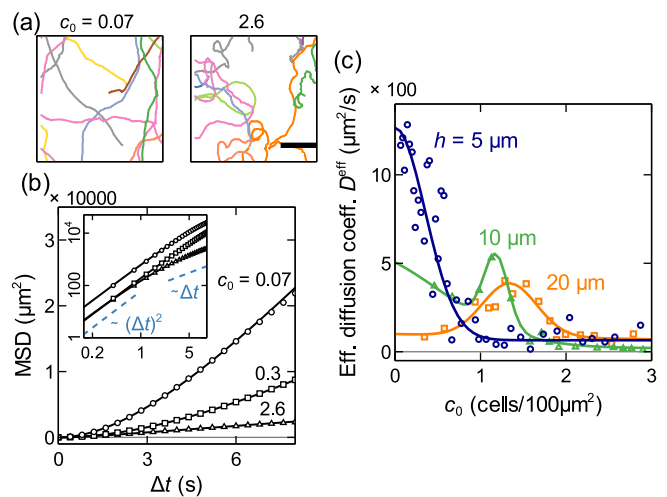 (a)
c₀ = 0.07
2.6
(b)
× 10000
3
2
1
0
MSD (μm²)
0
3
6
Δt (s)
10⁴
100
1
0.2
1
5
~Δt
~ (Δt)²
c₀ = 0.07
0.3
2.6
(c)
× 100
10
5
0
Eff. diffusion coeff. Dᵉᶠᶠ (μm²/s)
h = 5 μm
10 μm
20 μm
0
1
2
3
c₀ (cells/100μm²)